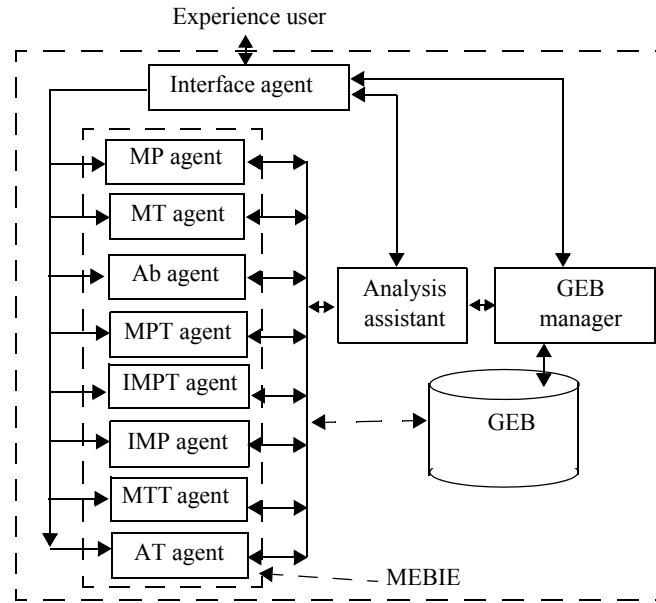 Experience user
Interface agent
MP agent
MT agent
Ab agent
MPT agent
IMPT agent
IMP agent
MTT agent
AT agent
Analysis
assistant
GEB
manager
GEB
MEBIE